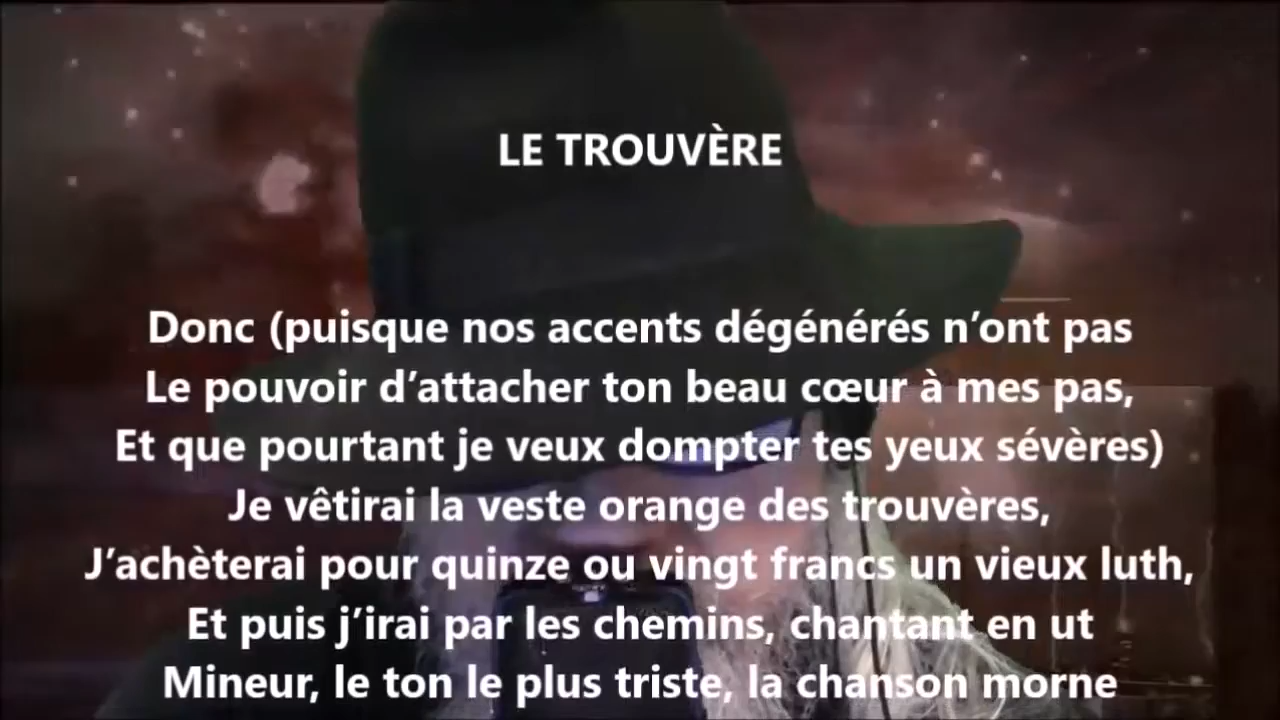 LE TROUVÈRE
Donc (puisque nos accents dégénérés n’ont pas
Le pouvoir d’attacher ton beau cœur à mes pas,
Et que pourtant je veux dompter tes yeux sévères)
Je vêtirai la veste orange des trouvères,
J’achèterai pour quinze ou vingt francs un vieux luth,
Et puis j’irai par les chemins, chantant en ut
Mineur, le ton le plus triste, la chanson morne